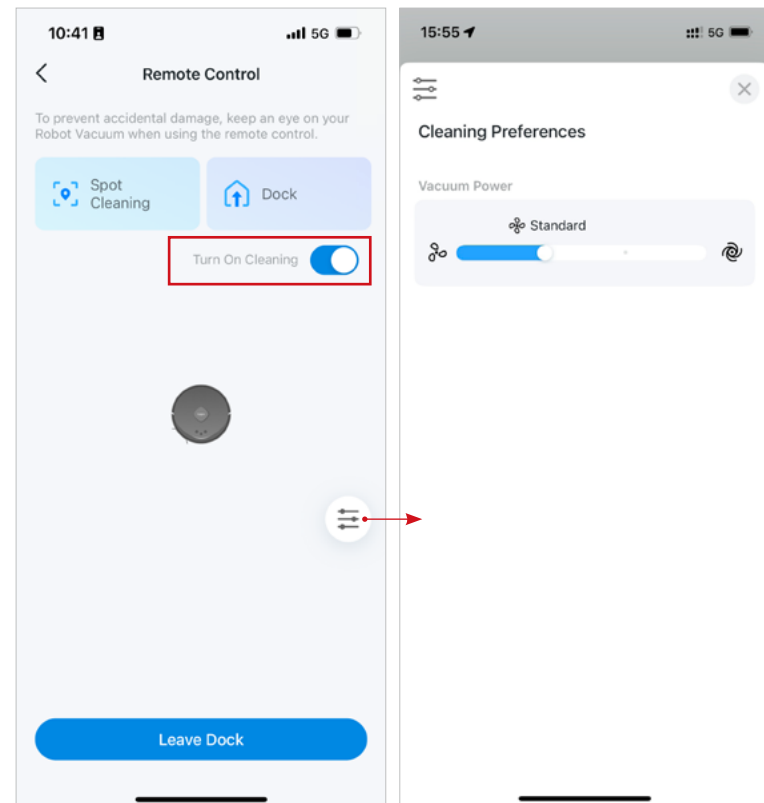 10:41
5G
Remote Control
To prevent accidental damage, keep an eye on your
Robot Vacuum when using the remote control.
Spot
Cleaning
Dock
Turn On Cleaning
Leave Dock
15:55
5G
Cleaning Preferences
Vacuum Power
Standard